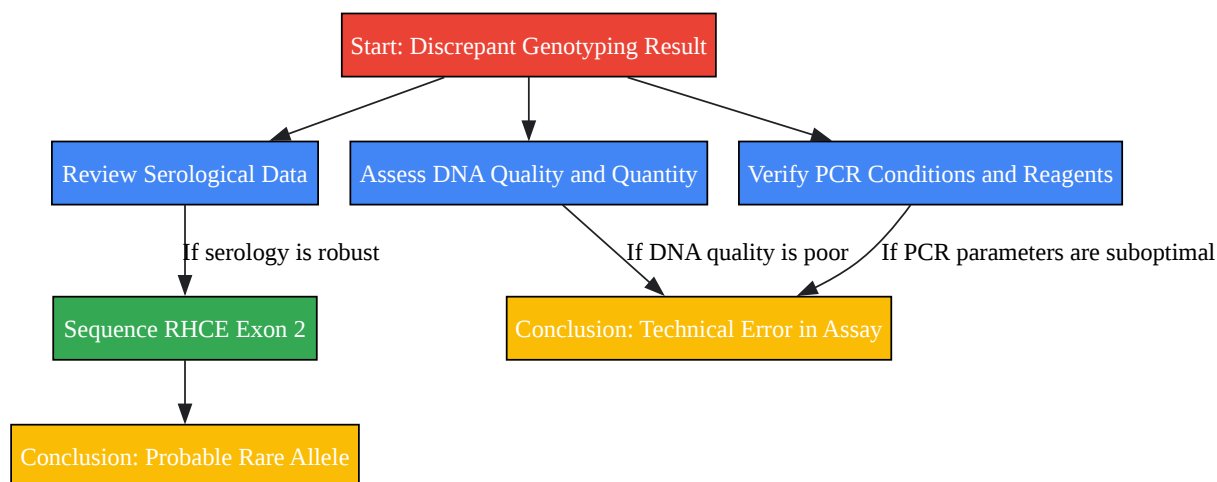 Start: Discrepant Genotyping Result
Review Serological Data
Assess DNA Quality and Quantity
Verify PCR Conditions and Reagents
If serology is robust
If DNA quality is poor
If PCR parameters are suboptimal
Sequence RHCE Exon 2
Conclusion: Technical Error in Assay
Conclusion: Probable Rare Allele